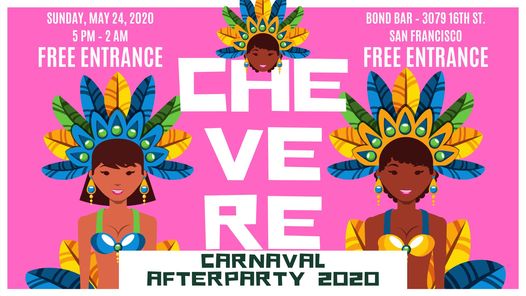 SUNDAY, MAY 24, 2020
5 PM - 2 AM
FREE ENTRANCE
BOND BAR - 3079 16TH ST.
SAN FRANCISCO
FREE ENTRANCE
CHE
VE
RE
CARNAVAL
AFTERPARTY 2020